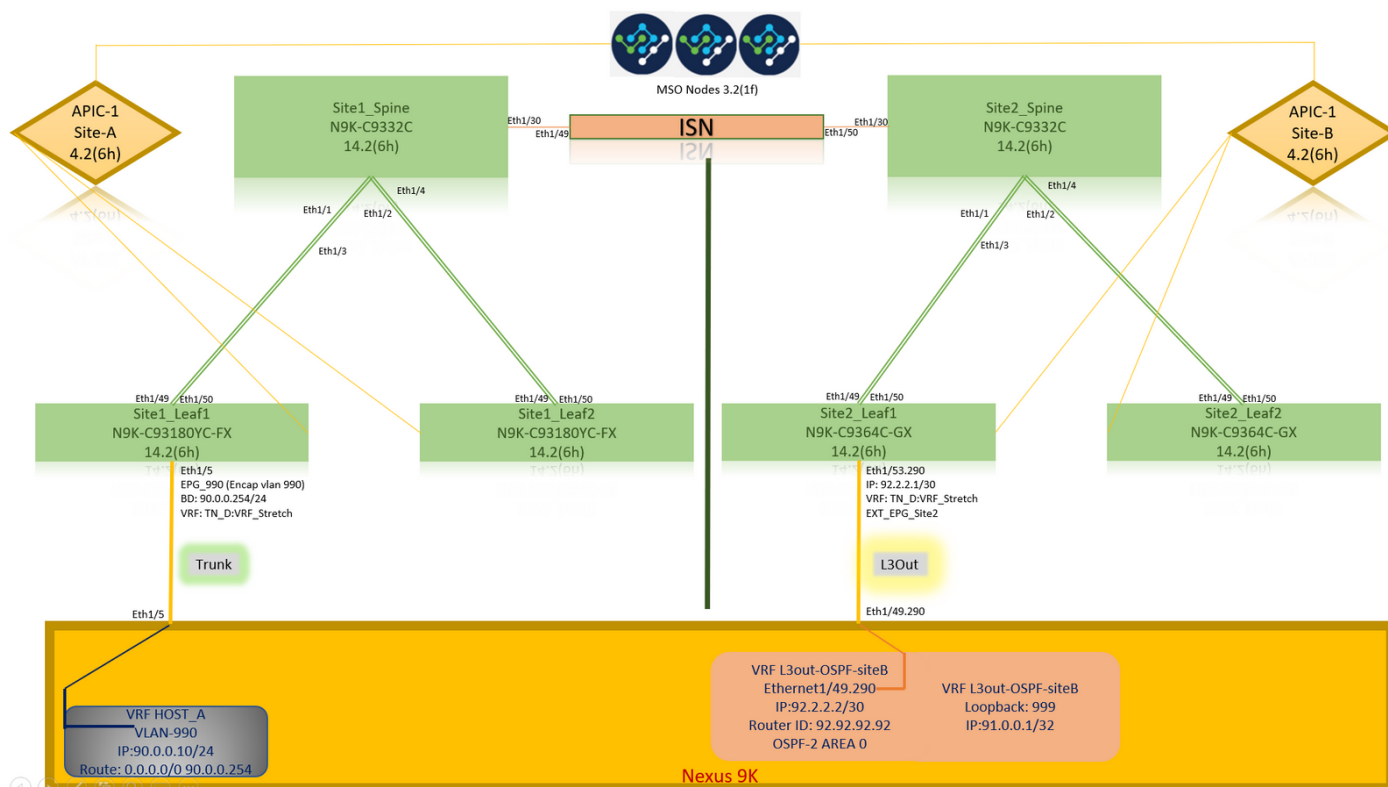 MSO Nodes 3.2(1f)
APIC-1
Site-A
4.2(6h)
Site1_Spine
N9K-C9332C
14.2(6h)
Eth1/30
Eth1/49
ISN
Eth1/30
Eth1/50
Site2_Spine
N9K-C9332C
14.2(6h)
APIC-1
Site-B
4.2(6h)
Eth1/4
Eth1/1
Eth1/2
Eth1/3
Eth1/4
Eth1/1
Eth1/2
Eth1/3
Eth1/49
Eth1/50
Site1_Leaf1
N9K-C93180YC-FX
14.2(6h)
Eth1/49
Eth1/50
Site1_Leaf2
N9K-C93180YC-FX
14.2(6h)
Eth1/49
Eth1/50
Site2_Leaf1
N9K-C9364C-GX
14.2(6h)
Eth1/49
Eth1/50
Site2_Leaf2
N9K-C9364C-GX
14.2(6h)
Eth1/5
EPG_990 (Encap vlan 990)
BD: 90.0.0.254/24
VRF: TN_D:VRF_Stretch
Eth1/53.290
IP: 92.2.2.1/30
VRF: TN_D:VRF_Stretch
EXT_EPG_Site2
Trunk
L3Out
Eth1/5
Eth1/49.290
VRF HOST_A
VLAN-990
IP:90.0.0.10/24
Route: 0.0.0.0/0 90.0.0.254
VRF L3out-OSPF-siteB
Ethernet1/49.290
IP:92.2.2.2/30
Router ID: 92.92.92.92
OSPF-2 AREA 0
VRF L3out-OSPF-siteB
Loopback: 999
IP:91.0.0.1/32
Nexus 9K